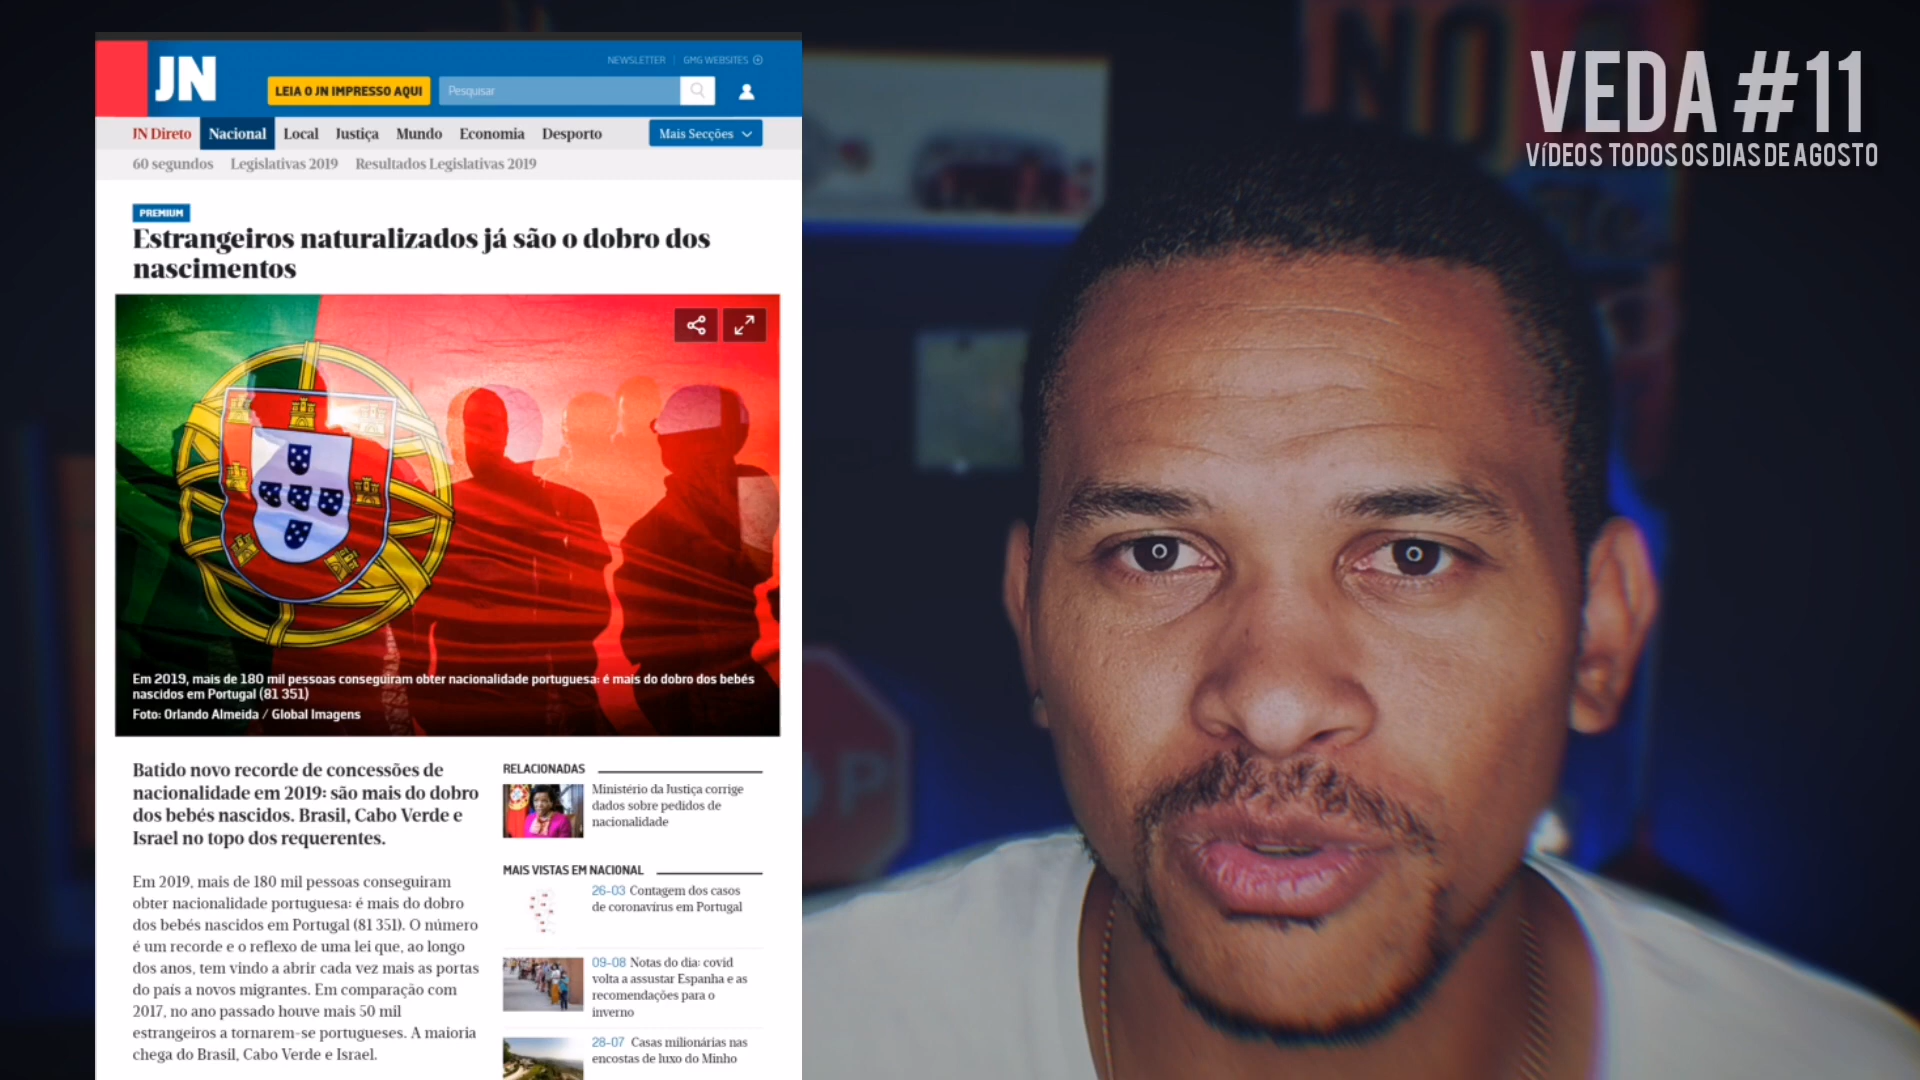 JN
NEWSLETTER | GMG WEBSITES
LEIA O JN IMPRESSO AQUI
Pesquisar
JN Direto Nacional Local Justiça Mundo Economia Desporto Mais Secções
60 segundos Legislativas 2019 Resultados Legislativas 2019
PREMIUM
Estrangeiros naturalizados já são o dobro dos
nascimentos
Em 2019, mais de 180 mil pessoas conseguiram obter nacionalidade portuguesa: é mais do dobro dos bebés
nascidos em Portugal (81 351)
Foto: Orlando Almeida / Global Imagens
Batido novo recorde de concessões de
nacionalidade em 2019: são mais do dobro
dos bebés nascidos. Brasil, Cabo Verde e
Israel no topo dos requerentes.
Em 2019, mais de 180 mil pessoas conseguiram
obter nacionalidade portuguesa: é mais do dobro
dos bebés nascidos em Portugal (81 351). O número
é um recorde e o reflexo de uma lei que, ao longo
dos anos, tem vindo a abrir cada vez mais as portas
do país a novos migrantes. Em comparação com
2017, no ano passado houve mais 50 mil
estrangeiros a tornarem-se portugueses. A maioria
chega do Brasil, Cabo Verde e Israel.
RELACIONADAS
Ministério da Justiça corrige
dados sobre pedidos de
nacionalidade
MAIS VISTAS EM NACIONAL
26-03 Contagem dos casos
de coronavírus em Portugal
09-08 Notas do dia: covid
volta a assustar Espanha e as
recomendações para o
inverno
28-07 Casas milionárias nas
encostas de luxo do Minho
VEDA #11
VÍDEOS TODOS OS DIAS DE AGOSTO
NO